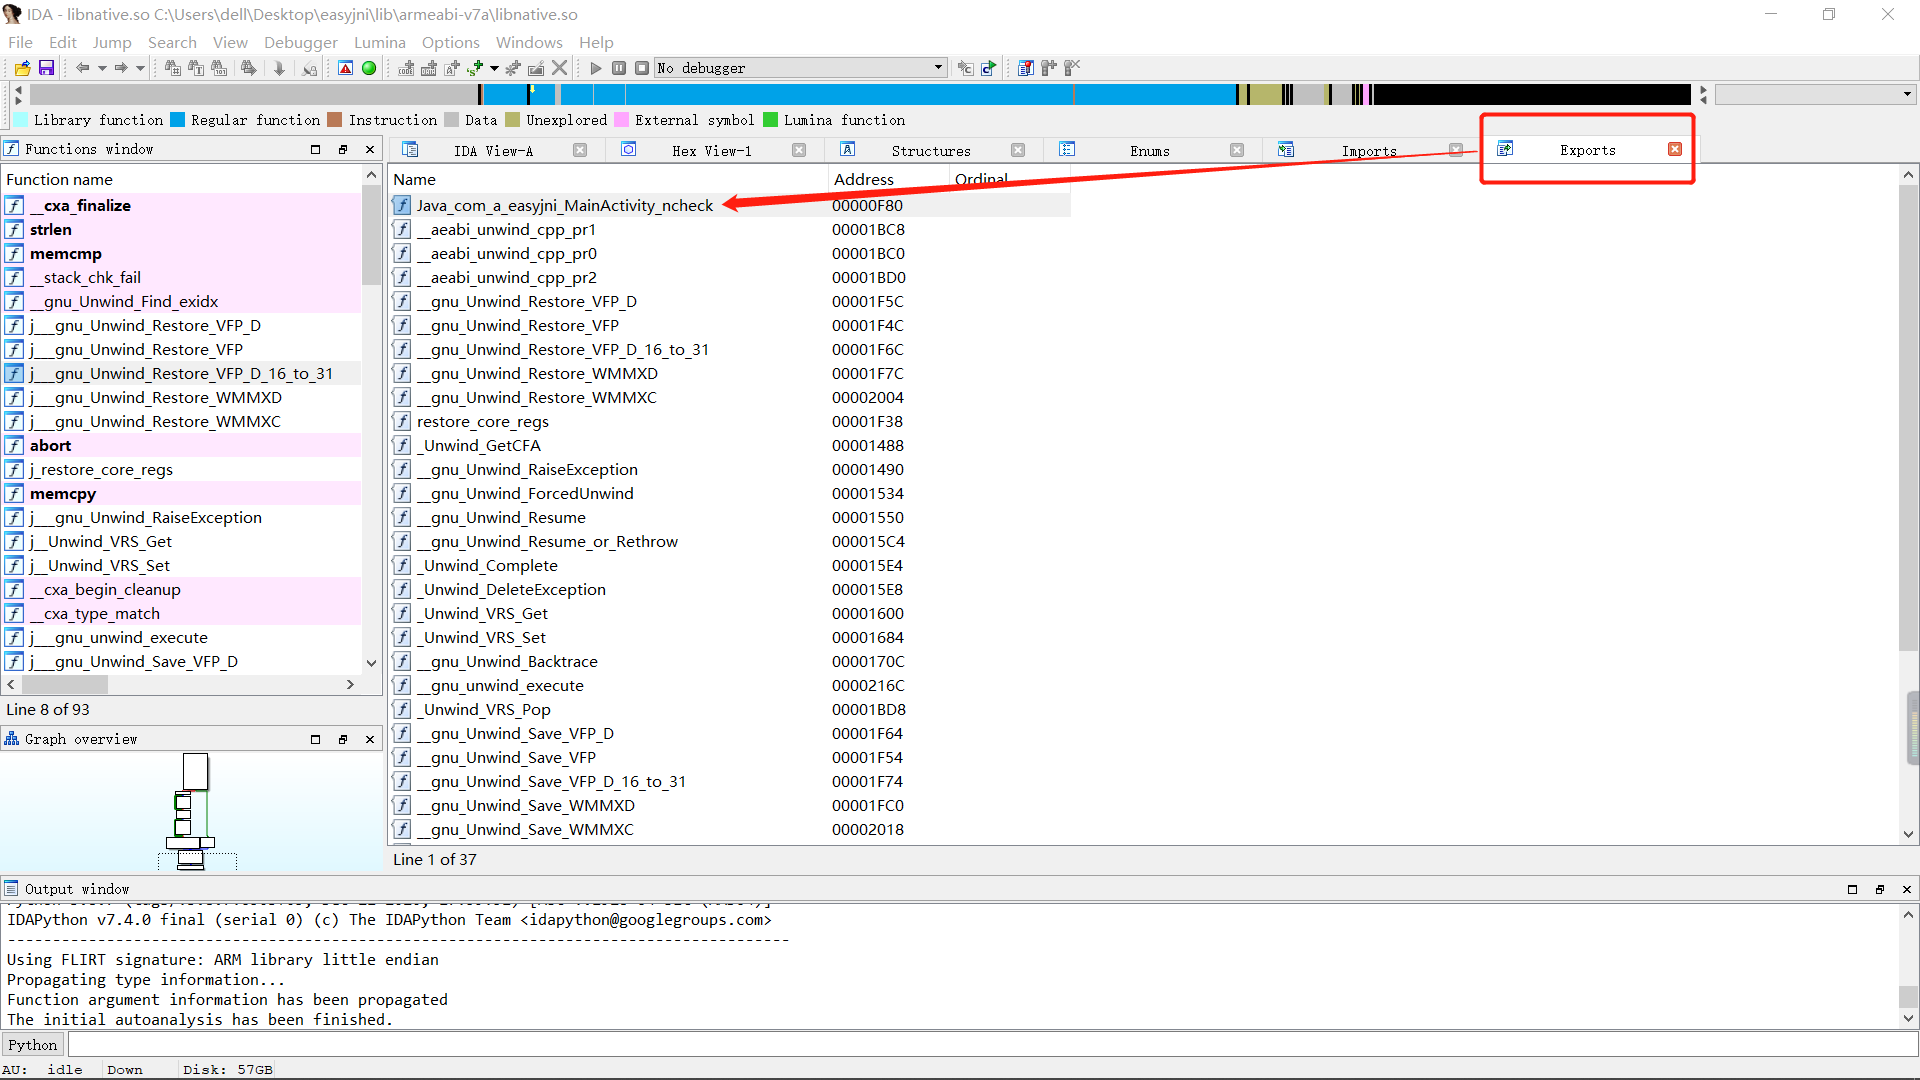 IDA - libnative.so C:\Users\dell\Desktop\easyjni\lib\armeabi-v7a\libnative.so
File Edit Jump Search View Debugger Lumina Options Windows Help
No debugger
Library function Regular function Instruction Data Unexplored External symbol Lumina function
Functions window
Function name
__cxa_finalize
strlen
memcmp
__stack_chk_fail
__gnu_Unwind_Find_exidx
j___gnu_Unwind_Restore_VFP_D
j___gnu_Unwind_Restore_VFP
j___gnu_Unwind_Restore_VFP_D_16_to_31
j___gnu_Unwind_Restore_WMMXD
j___gnu_Unwind_Restore_WMMXC
abort
j_restore_core_regs
memcpy
j___gnu_Unwind_RaiseException
j__Unwind_VRS_Get
j__Unwind_VRS_Set
__cxa_begin_cleanup
__cxa_type_match
j___gnu_unwind_execute
j___gnu_Unwind_Save_VFP_D
Line 8 of 93
Graph overview
IDA View-A Hex View-1 Structures Enums Imports Exports
Name Address Ordinal
Java_com_a_easyjni_MainActivity_ncheck 00000F80
__aeabi_unwind_cpp_pr1 00001BC8
__aeabi_unwind_cpp_pr0 00001BC0
__aeabi_unwind_cpp_pr2 00001BD0
__gnu_Unwind_Restore_VFP_D 00001F5C
__gnu_Unwind_Restore_VFP 00001F4C
__gnu_Unwind_Restore_VFP_D_16_to_31 00001F6C
__gnu_Unwind_Restore_WMMXD 00001F7C
__gnu_Unwind_Restore_WMMXC 00002004
restore_core_regs 00001F38
_Unwind_GetCFA 00001488
__gnu_Unwind_RaiseException 00001490
__gnu_Unwind_ForcedUnwind 00001534
__gnu_Unwind_Resume 00001550
__gnu_Unwind_Resume_or_Rethrow 000015C4
_Unwind_Complete 000015E4
_Unwind_DeleteException 000015E8
_Unwind_VRS_Get 00001600
_Unwind_VRS_Set 00001684
__gnu_Unwind_Backtrace 0000170C
__gnu_unwind_execute 0000216C
_Unwind_VRS_Pop 00001BD8
__gnu_Unwind_Save_VFP_D 00001F64
__gnu_Unwind_Save_VFP 00001F54
__gnu_Unwind_Save_VFP_D_16_to_31 00001F74
__gnu_Unwind_Save_WMMXD 00001FC0
__gnu_Unwind_Save_WMMXC 00002018
Line 1 of 37
Output window
IDAPython v7.4.0 final (serial 0) (c) The IDAPython Team <idapython@googlegroups.com>
---------------------------------------------------------------------------------------
Using FLIRT signature: ARM library little endian
Propagating type information...
Function argument information has been propagated
The initial autoanalysis has been finished.
Python
AU: idle Down Disk: 57GB